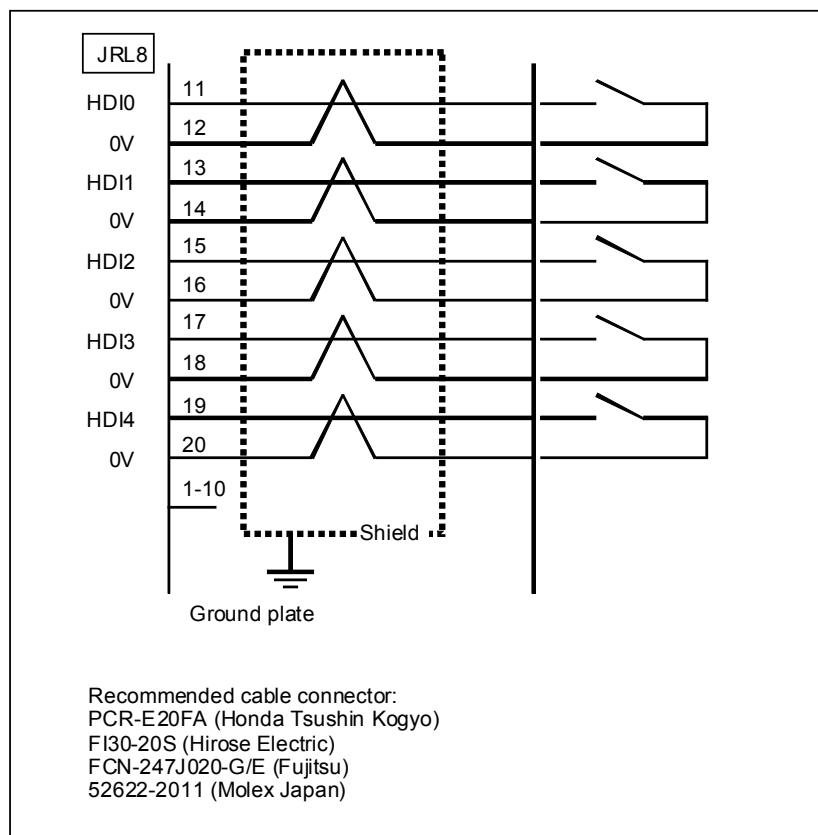 JRL8
11
HDI0
12
0V
13
HDI1
14
0V
15
HDI2
16
0V
17
HDI3
18
0V
19
HDI4
20
0V
1-10
Shield
Ground plate
Recommended cable connector:
PCR-E20FA (Honda Tsushin Kogyo)
FI30-20S (Hirose Electric)
FCN-247J020-G/E (Fujitsu)
52622-2011 (Molex Japan)